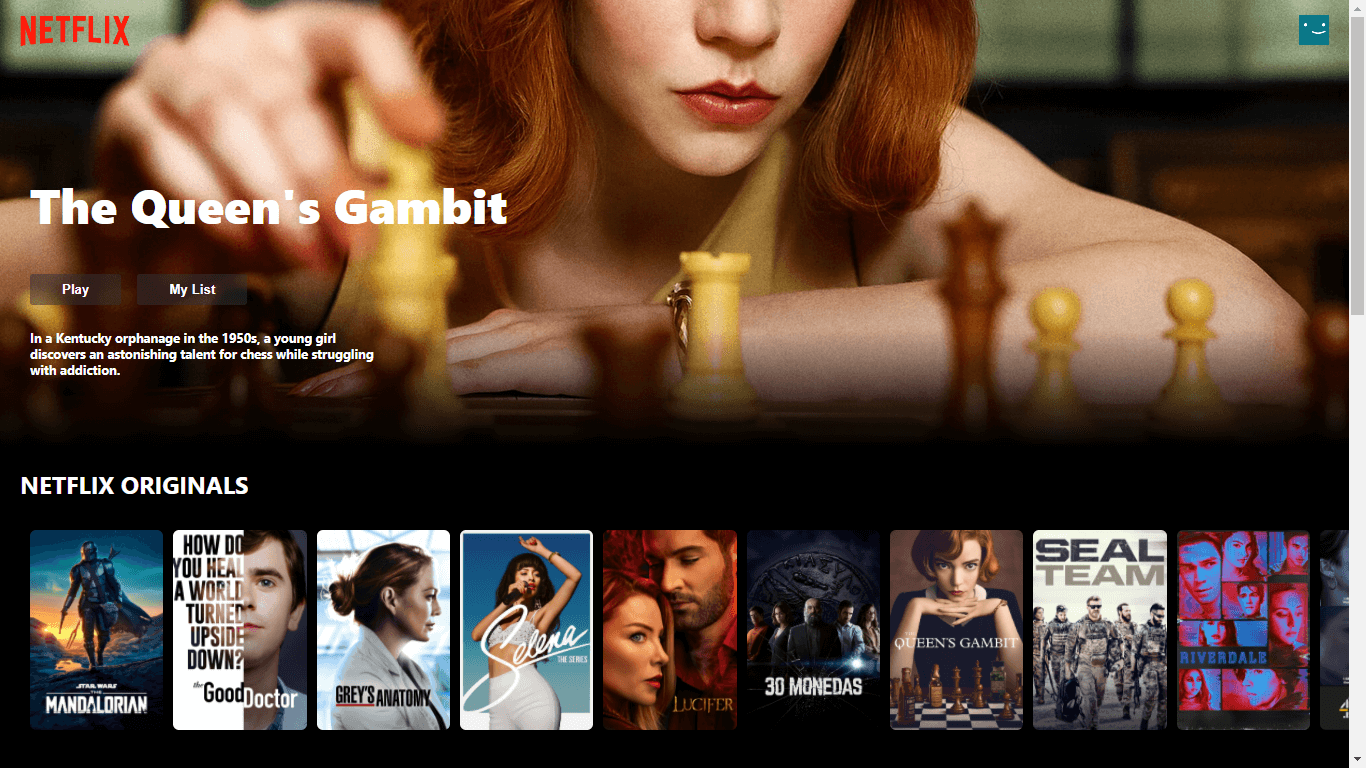 NETFLIX
The Queen's Gambit
Play
My List
In a Kentucky orphanage in the 1950s, a young girl
discovers an astonishing talent for chess while struggling
with addiction.
NETFLIX ORIGINALS
STAR WARS
THE
MANDALORIAN
HOW DO
YOU HEAL
A WORLD
TURNED
UPSIDE
DOWN?
the Good Doctor
GREY'S ANATOMY
Selena
THE SERIES
LUCIFER
30 MONEDAS
QUEEN'S GAMBIT
SEAL
TEAM
RIVERDALE